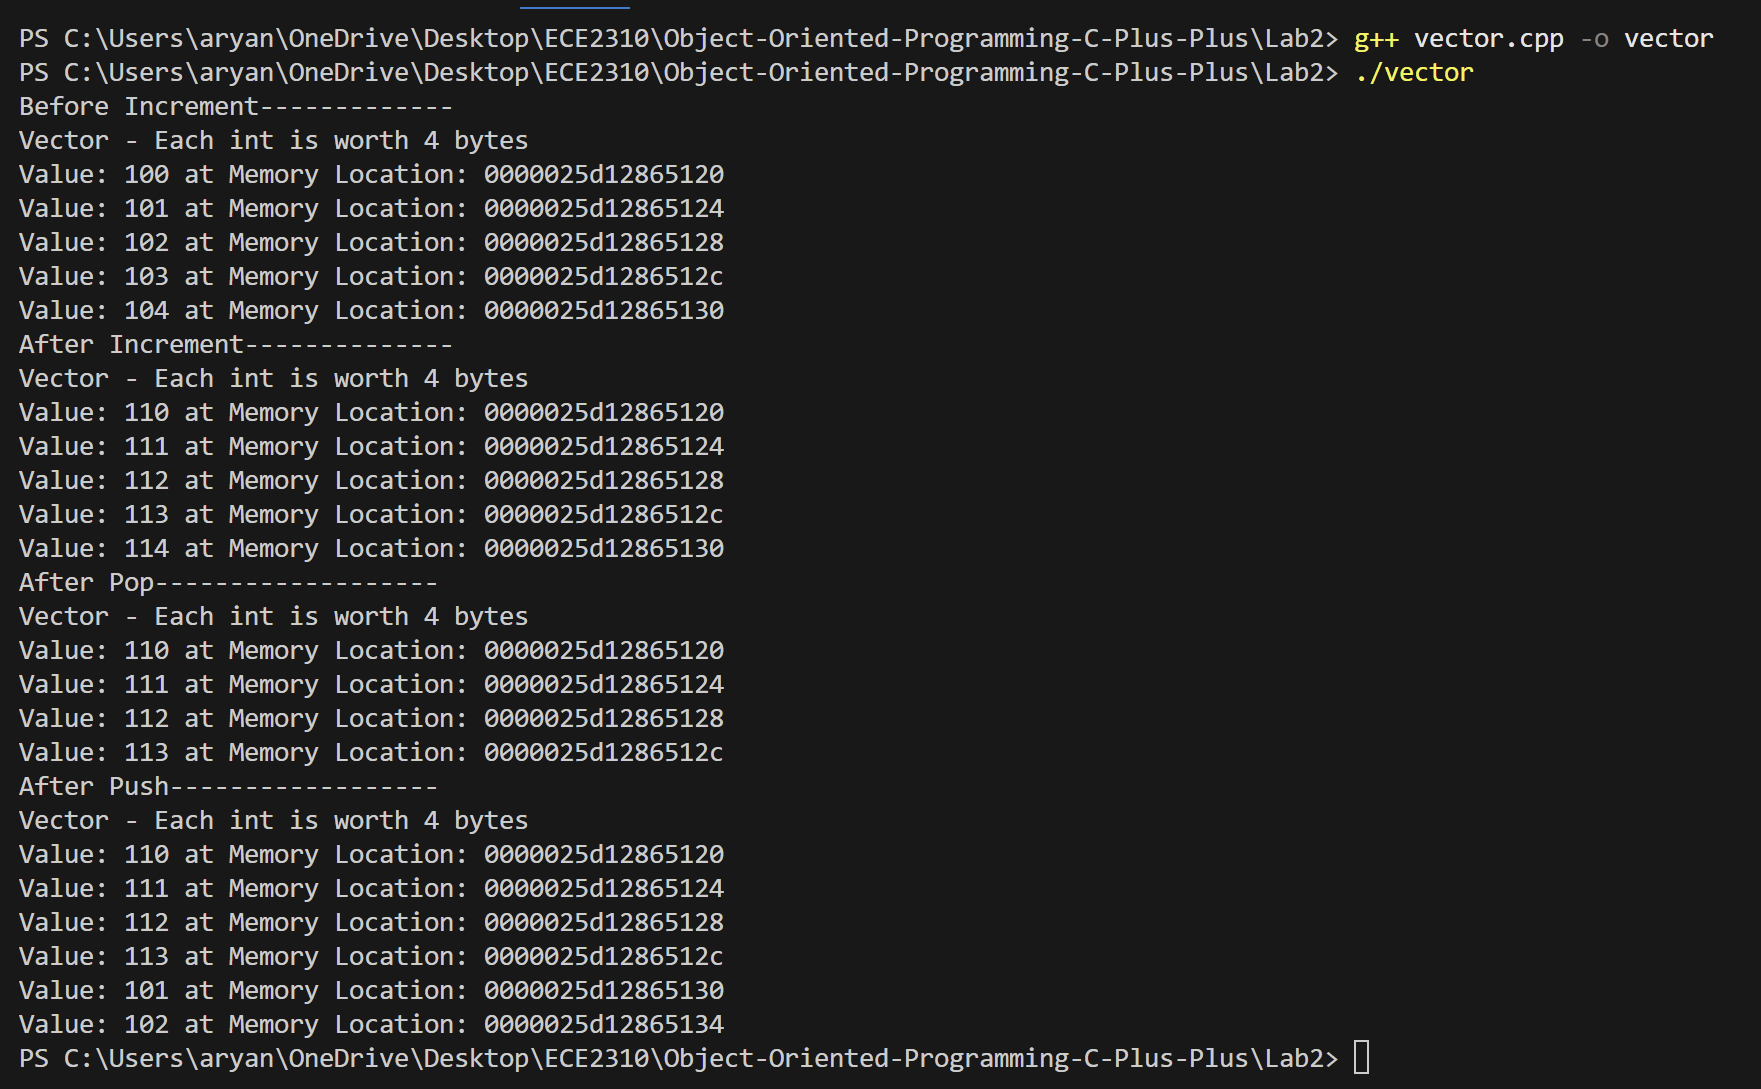 PS C:\Users\aryan\OneDrive\Desktop\ECE2310\Object-Oriented-Programming-C-Plus-Plus\Lab2> g++ vector.cpp -o vector
PS C:\Users\aryan\OneDrive\Desktop\ECE2310\Object-Oriented-Programming-C-Plus-Plus\Lab2> ./vector
Before Increment-------------
Vector - Each int is worth 4 bytes
Value: 100 at Memory Location: 0000025d12865120
Value: 101 at Memory Location: 0000025d12865124
Value: 102 at Memory Location: 0000025d12865128
Value: 103 at Memory Location: 0000025d1286512c
Value: 104 at Memory Location: 0000025d12865130
After Increment--------------
Vector - Each int is worth 4 bytes
Value: 110 at Memory Location: 0000025d12865120
Value: 111 at Memory Location: 0000025d12865124
Value: 112 at Memory Location: 0000025d12865128
Value: 113 at Memory Location: 0000025d1286512c
Value: 114 at Memory Location: 0000025d12865130
After Pop-------------------
Vector - Each int is worth 4 bytes
Value: 110 at Memory Location: 0000025d12865120
Value: 111 at Memory Location: 0000025d12865124
Value: 112 at Memory Location: 0000025d12865128
Value: 113 at Memory Location: 0000025d1286512c
After Push------------------
Vector - Each int is worth 4 bytes
Value: 110 at Memory Location: 0000025d12865120
Value: 111 at Memory Location: 0000025d12865124
Value: 112 at Memory Location: 0000025d12865128
Value: 113 at Memory Location: 0000025d1286512c
Value: 101 at Memory Location: 0000025d12865130
Value: 102 at Memory Location: 0000025d12865134
PS C:\Users\aryan\OneDrive\Desktop\ECE2310\Object-Oriented-Programming-C-Plus-Plus\Lab2>